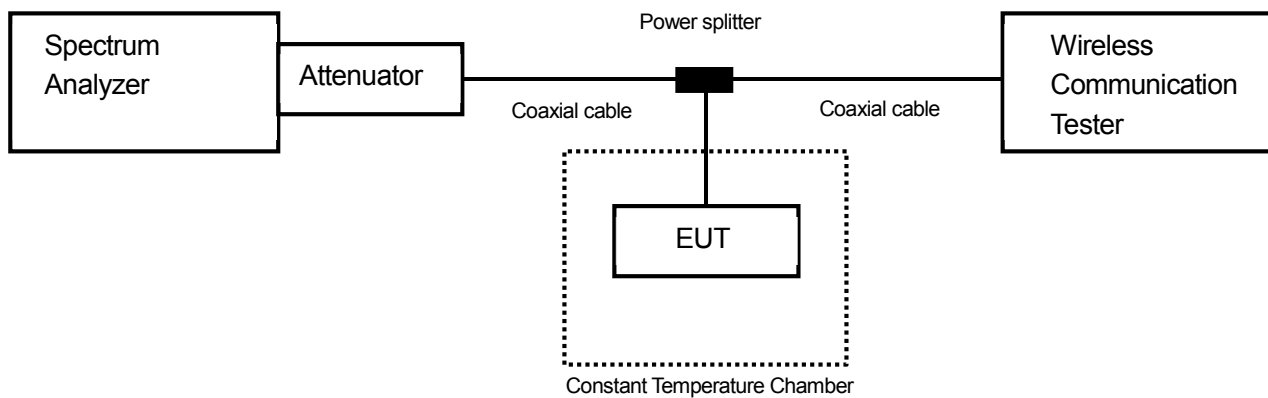 Power splitter
Spectrum
Analyzer
Attenuator
Wireless
Communication
Tester
Coaxial cable
Coaxial cable
EUT
Constant Temperature Chamber